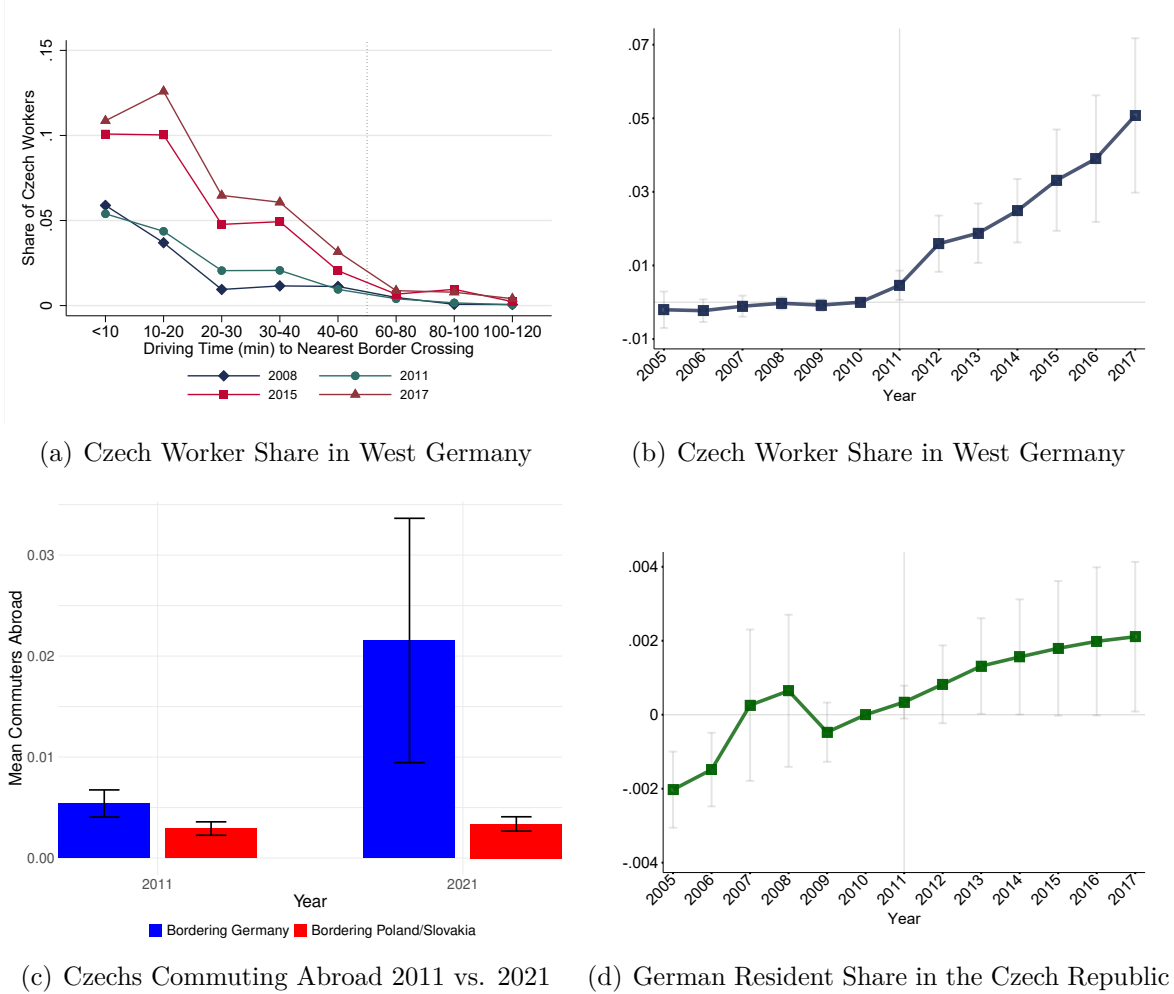 .15
.1
.05
0
Share of Czech Workers
<10 10-20 20-30 30-40 40-60 60-80 80-100 100-120
Driving Time (min) to Nearest Border Crossing
2008 2011
2015 2017
(a) Czech Worker Share in West Germany
.07
.05
.03
.01
-.01
2005 2006 2007 2008 2009 2010 2011 2012 2013 2014 2015 2016 2017
Year
(b) Czech Worker Share in West Germany
0.03
0.02
0.01
0.00
Mean Commuters Abroad
2011 2021
Year
Bordering Germany Bordering Poland/Slovakia
(c) Czechs Commuting Abroad 2011 vs. 2021
.004
.002
0
-.002
-.004
2005 2006 2007 2008 2009 2010 2011 2012 2013 2014 2015 2016 2017
Year
(d) German Resident Share in the Czech Republic